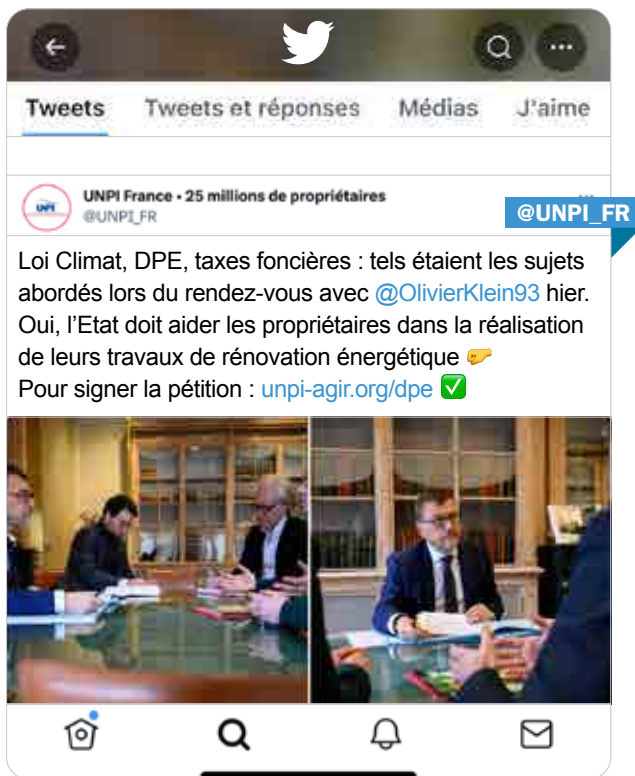 Tweets Tweets et réponses Médias J'aime
UNPI
UNPI France • 25 millions de propriétaires
@UNPI_FR
@UNPI_FR
Loi Climat, DPE, taxes foncières : tels étaient les sujets
abordés lors du rendez-vous avec @OlivierKlein93 hier.
Oui, l’Etat doit aider les propriétaires dans la réalisation
de leurs travaux de rénovation énergétique 🤛
Pour signer la pétition : unpi-agir.org/dpe ✅